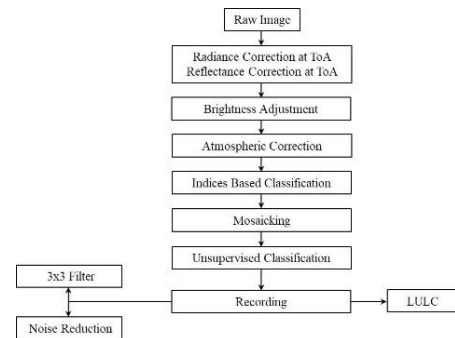 Raw Image
Radiance Correction at ToA
Reflectance Correction at ToA
Brightness Adjustment
Atmospheric Correction
Indices Based Classification
Mosaicking
Unsupervised Classification
3x3 Filter
Recording
LULC
Noise Reduction